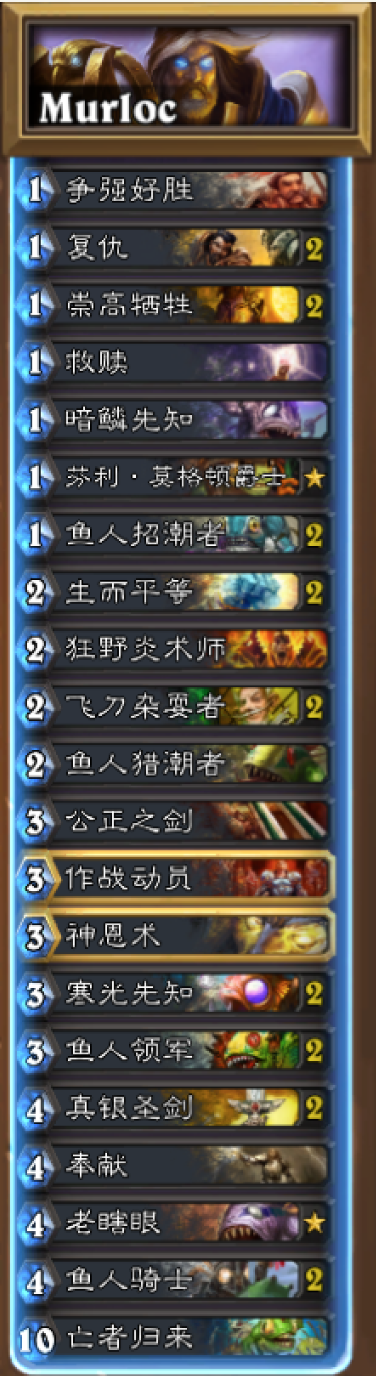 Murloc
1 争强好胜
1 复仇 2
1 崇高牺牲 2
1 救赎
1 暗鳞先知
1 芬利·莫格顿爵士
1 鱼人招潮者 2
2 生而平等 2
2 狂野炎术师
2 飞刀杂耍者 2
2 鱼人猎潮者
3 公正之剑
3 作战动员
3 神恩术
3 寒光先知 2
3 鱼人领军 2
4 真银圣剑 2
4 奉献
4 老瞎眼
4 鱼人骑士 2
10 亡者归来